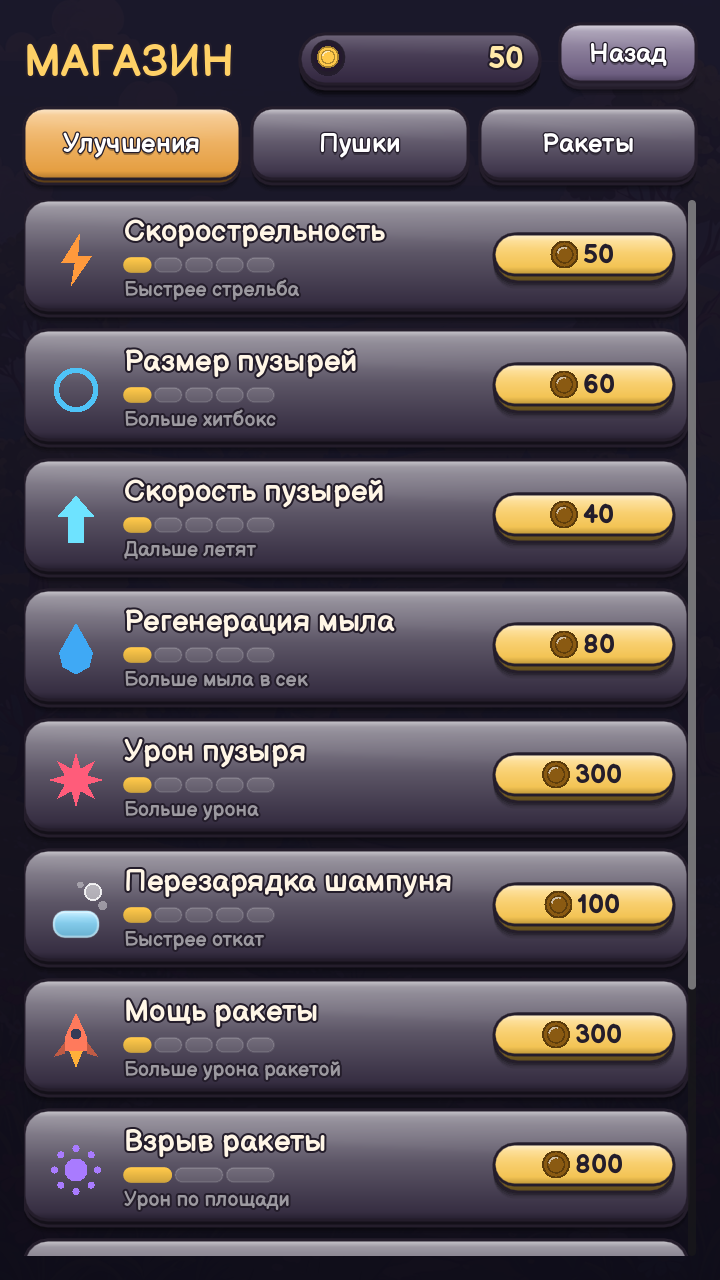 МАГАЗИН
50
Назад
Улучшения
Пушки
Ракеты
Скорострельность
Быстрее стрельба
50
Размер пузырей
Больше хитбокс
60
Скорость пузырей
Дальше летят
40
Регенерация мыла
Больше мыла в сек
80
Урон пузыря
Больше урона
300
Перезарядка шампуня
Быстрее откат
100
Мощь ракеты
Больше урона ракетой
300
Взрыв ракеты
Урон по площади
800